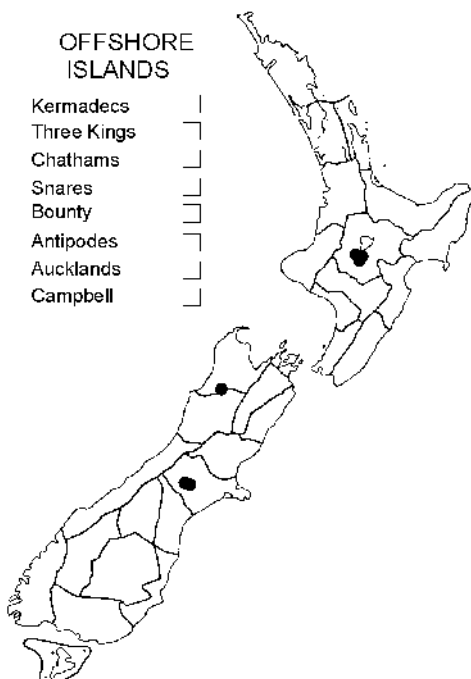 OFFSHORE
ISLANDS
Kermadecs
Three Kings
Chathams
Snares
Bounty
Antipodes
Aucklands
Campbell